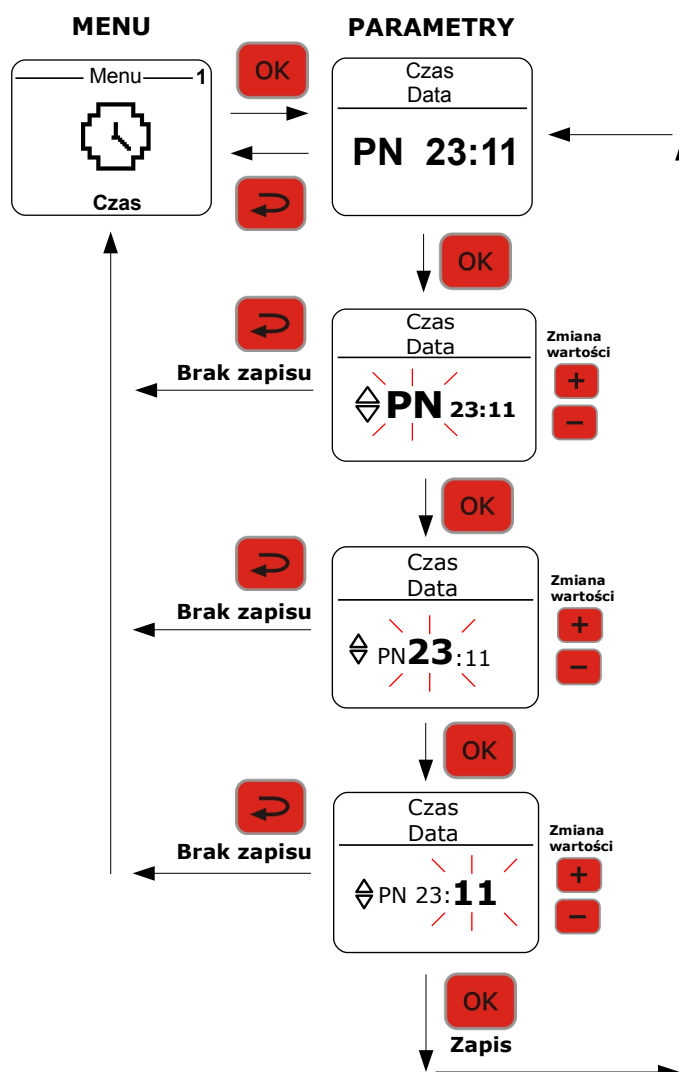 MENU
PARAMETRY
Menu 1
Czas
OK
Czas
Data
PN 23:11
OK
Czas
Data
PN 23:11
Brak zapisu
Zmiana
wartości
+
−
OK
Czas
Data
PN 23:11
Brak zapisu
Zmiana
wartości
+
−
OK
Czas
Data
PN 23:11
Brak zapisu
Zmiana
wartości
+
−
OK
Zapis